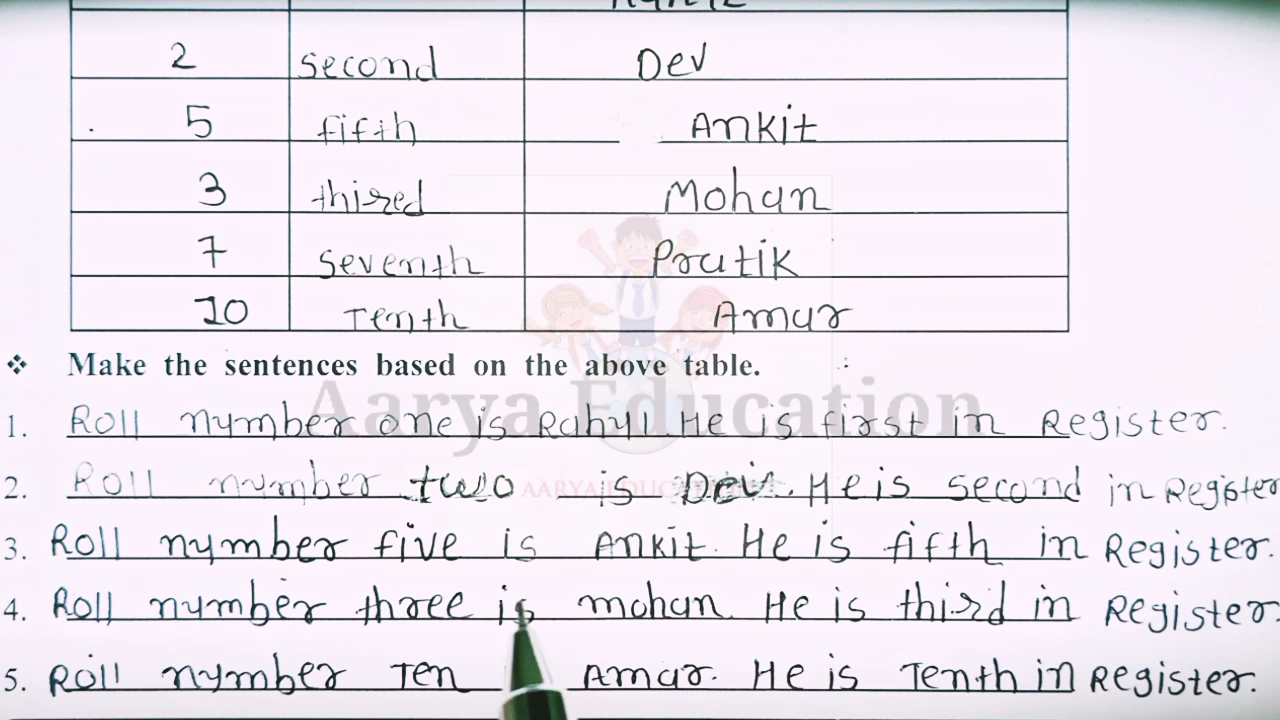 2 second Dev
5 fifth Ankit
3 thired Mohan
7 seventh Pratik
10 Tenth Amar
❖ Make the sentences based on the above table.
Aarya Education
1. Roll number one is Rahul He is first in Register.
AARYA EDUCATION
2. Roll number two is Dev. He is second in Register
3. Roll number five is Ankit. He is fifth in Register.
4. Roll number three is mohan. He is third in Register.
5. Roll number Ten Amar. He is Tenth in Register.